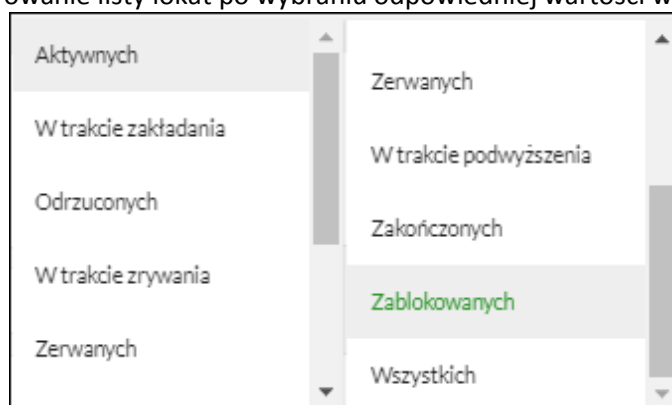 owanie listy lokat po wybraniu odpowiedniej wartości w
Aktywnych
W trakcie zakładania
Odrzuconych
W trakcie zrywania
Zerwanych
Zerwanych
W trakcie podwyższenia
Zakończonych
Zablokowanych
Wszystkich